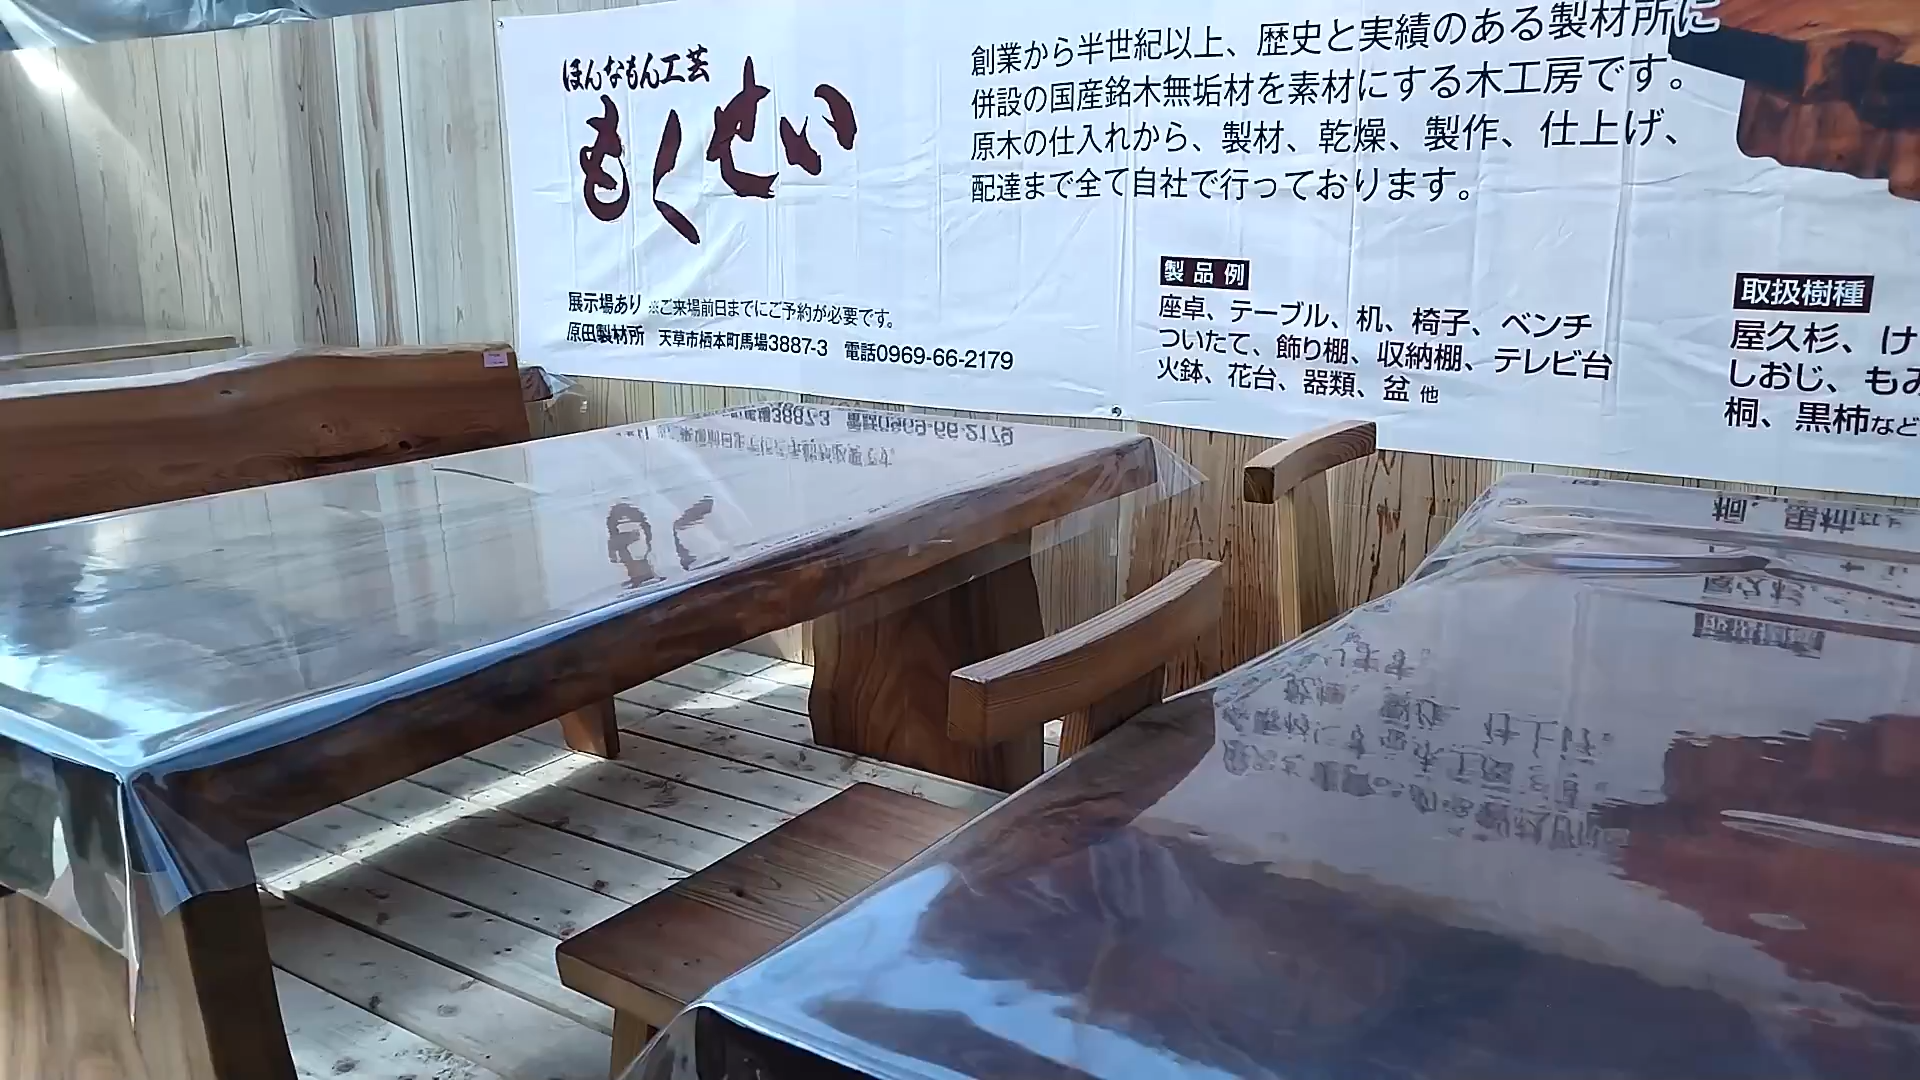 ほんなもん工芸
もくせい
展示場あり ※ご来場前日までにご予約が必要です。
原田製材所 天草市栖本町馬場3887-3 電話0969-66-2179
創業から半世紀以上、歴史と実績のある製材所に
併設の国産銘木無垢材を素材にする木工房です。
原木の仕入れから、製材、乾燥、製作、仕上げ、
配達まで全て自社で行っております。
製品例
座卓、テーブル、机、椅子、ベンチ
ついたて、飾り棚、収納棚、テレビ台
火鉢、花台、器類、盆 他
取扱樹種
屋久杉、け
しおじ、もみ
桐、黒柿など